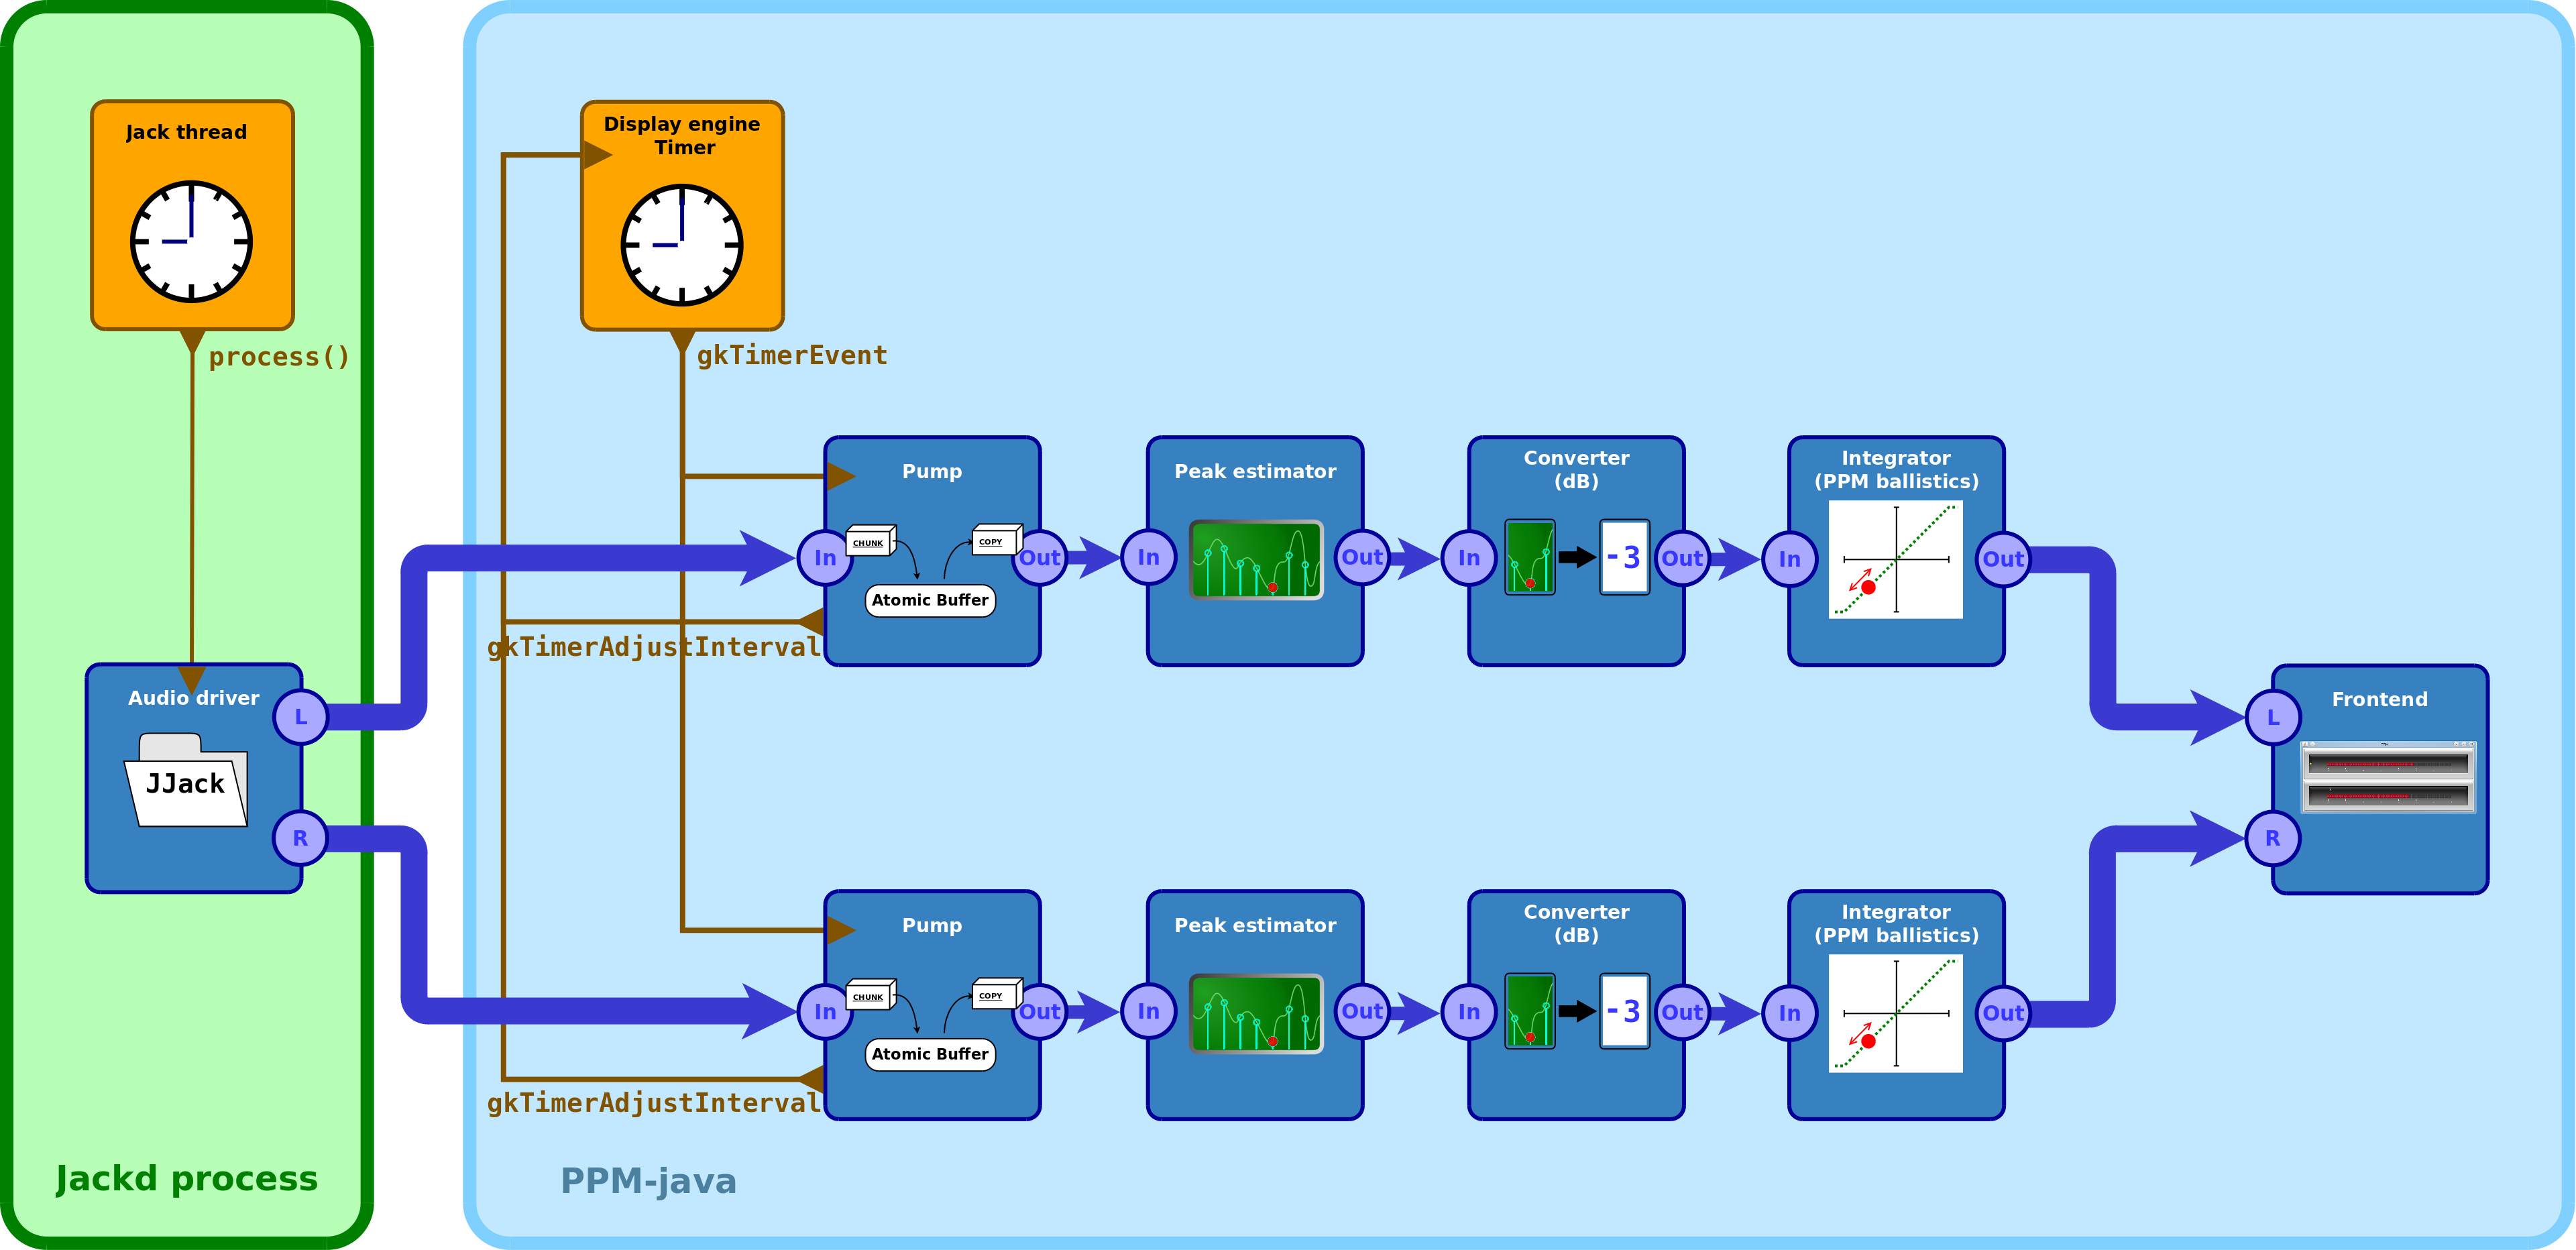 Jack thread
process()
Audio driver
JJack
L
R
Jackd process
Display engine
Timer
gkTimerEvent
Pump
In
CHUNK
COPY
Out
Atomic Buffer
gkTimerAdjustInterval
Peak estimator
In
Out
Converter
(dB)
In
-3
Out
Integrator
(PPM ballistics)
In
Out
Frontend
L
R
Pump
In
CHUNK
COPY
Out
Atomic Buffer
gkTimerAdjustInterval
Peak estimator
In
Out
Converter
(dB)
In
-3
Out
Integrator
(PPM ballistics)
In
Out
PPM-java